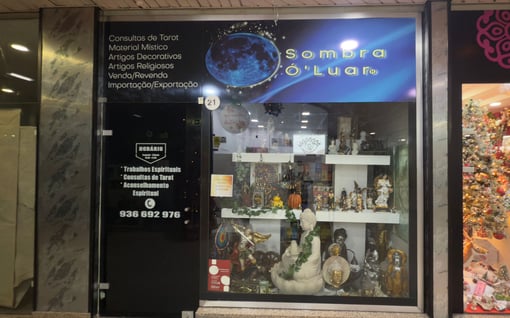 Consultas de Tarot
Material Místico
Artigos Decorativos
Artigos Religiosos
Venda/Revenda
Importação/Exportação
Sombra
Ó'Luar
21
HORÁRIO
* Trabalhos Espirituais
* Consultas de Tarot
* Aconselhamento
Espiritual
936 692 976